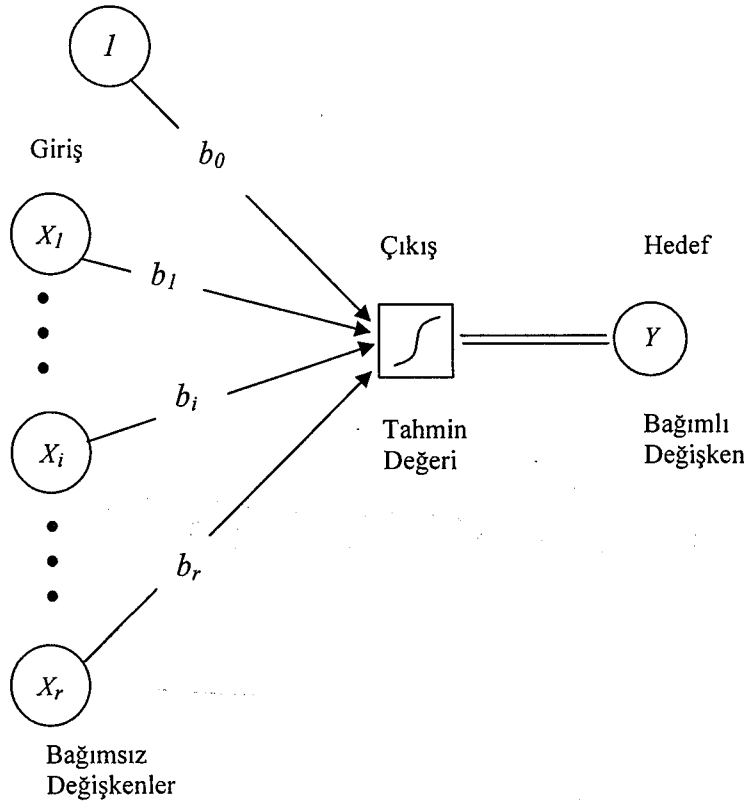 1
Giriş
b0
X1
b1
Çıkış
Hedef
Y
bi
Xi
Tahmin
Değeri
Bağımlı
Değişken
br
Xr
Bağımsız
Değişkenler